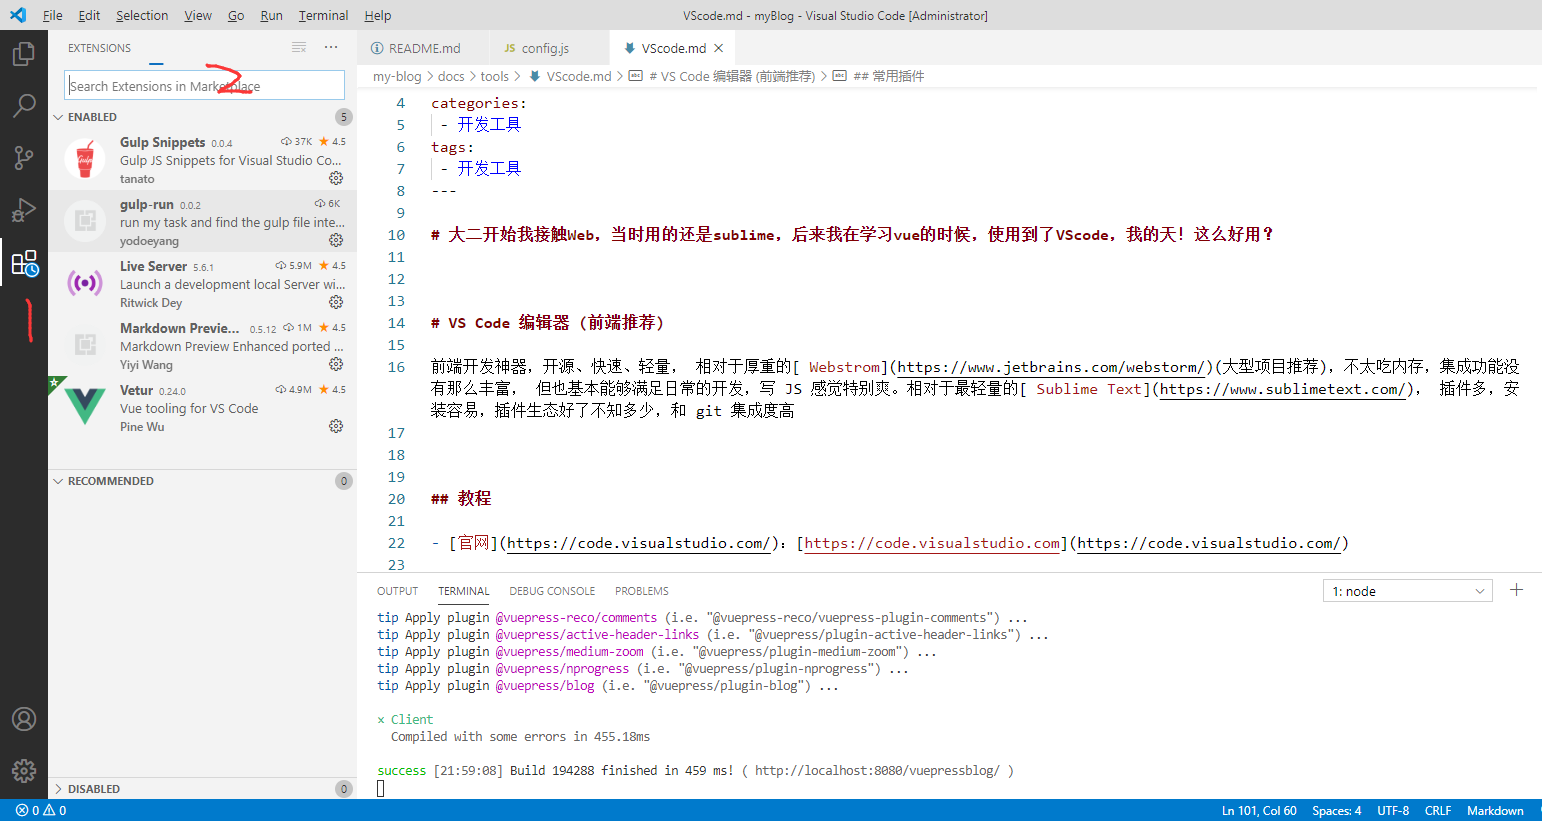 File Edit Selection View Go Run Terminal Help VScode.md - myBlog - Visual Studio Code [Administrator]
EXTENSIONS
2
Search Extensions in Marketplace
ENABLED 5
Gulp Snippets 0.0.4 37K 4.5
Gulp JS Snippets for Visual Studio Co...
tanato
gulp-run 0.0.2 6K
run my task and find the gulp file inte...
yodoeyang
Live Server 5.6.1 5.9M 4.5
Launch a development local Server wi...
Ritwick Dey
Markdown Previe... 0.5.12 1M 4.5
Markdown Preview Enhanced ported ...
Yiyi Wang
Vetur 0.24.0 4.9M 4.5
Vue tooling for VS Code
Pine Wu
1
RECOMMENDED 0
DISABLED 0
README.md JS config.js VScode.md
my-blog > docs > tools > VScode.md > # VS Code 编辑器 (前端推荐) > ## 常用插件
4 categories:
5 - 开发工具
6 tags:
7 - 开发工具
8 ---
9
10 # 大二开始我接触Web，当时用的还是sublime，后来我在学习vue的时候，使用到了VScode，我的天！这么好用？
11
12
13
14 # VS Code 编辑器 (前端推荐)
15
16 前端开发神器，开源、快速、轻量， 相对于厚重的[ Webstrom](https://www.jetbrains.com/webstorm/)(大型项目推荐)，不太吃内存，集成功能没
有那么丰富， 但也基本能够满足日常的开发，写 JS 感觉特别爽。相对于最轻量的[ Sublime Text](https://www.sublimetext.com/)， 插件多，安
装容易，插件生态好了不知多少，和 git 集成度高
17
18
19
20 ## 教程
21
22 - [官网](https://code.visualstudio.com/)：[https://code.visualstudio.com](https://code.visualstudio.com/)
23
OUTPUT TERMINAL DEBUG CONSOLE PROBLEMS 1: node
tip Apply plugin @vuepress-reco/comments (i.e. "@vuepress-reco/vuepress-plugin-comments") ...
tip Apply plugin @vuepress/active-header-links (i.e. "@vuepress/plugin-active-header-links") ...
tip Apply plugin @vuepress/medium-zoom (i.e. "@vuepress/plugin-medium-zoom") ...
tip Apply plugin @vuepress/nprogress (i.e. "@vuepress/plugin-nprogress") ...
tip Apply plugin @vuepress/blog (i.e. "@vuepress/plugin-blog") ...
× Client
Compiled with some errors in 455.18ms
success [21:59:08] Build 194288 finished in 459 ms! ( http://localhost:8080/vuepressblog/ )
0 0 Ln 101, Col 60 Spaces: 4 UTF-8 CRLF Markdown